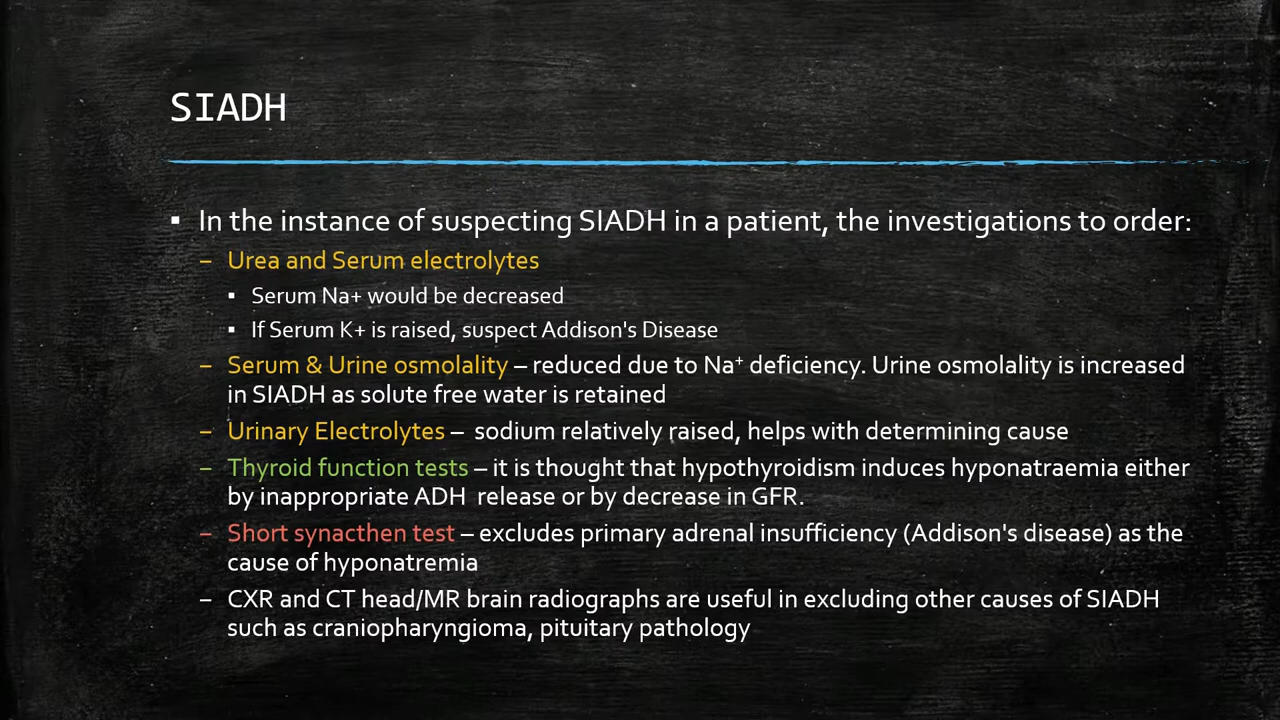 SIADH
▪ In the instance of suspecting SIADH in a patient, the investigations to order:
– Urea and Serum electrolytes
▪ Serum Na+ would be decreased
▪ If Serum K+ is raised, suspect Addison's Disease
– Serum & Urine osmolality – reduced due to Na⁺ deficiency. Urine osmolality is increased
in SIADH as solute free water is retained
– Urinary Electrolytes – sodium relatively raised, helps with determining cause
– Thyroid function tests – it is thought that hypothyroidism induces hyponatraemia either
by inappropriate ADH release or by decrease in GFR.
– Short synacthen test – excludes primary adrenal insufficiency (Addison's disease) as the
cause of hyponatremia
– CXR and CT head/MR brain radiographs are useful in excluding other causes of SIADH
such as craniopharyngioma, pituitary pathology